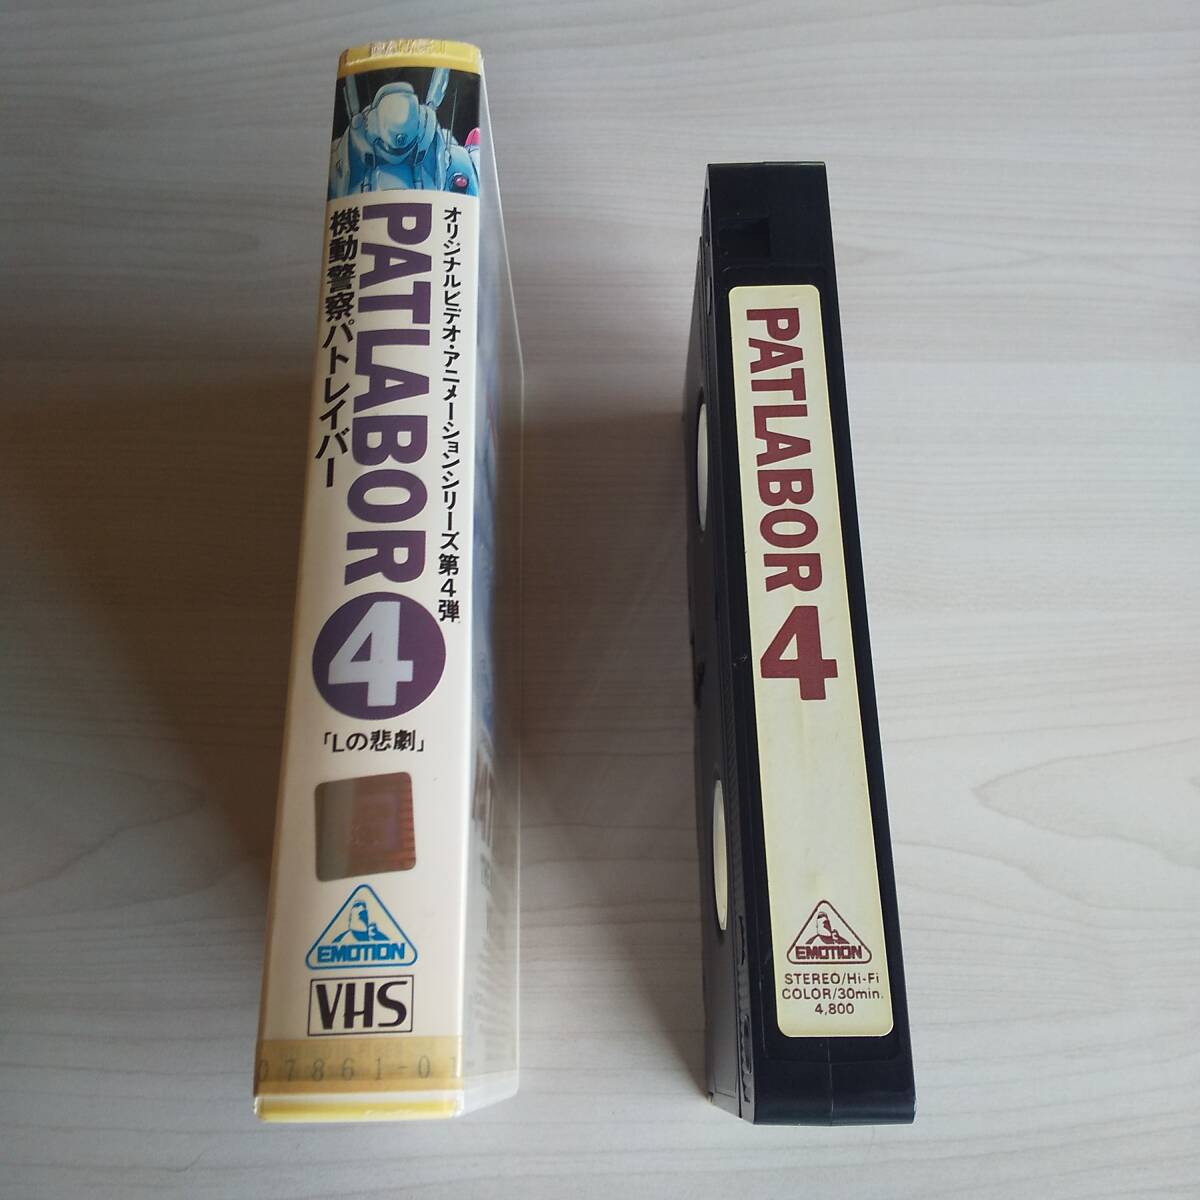 オリジナルビデオ・アニメーションシリーズ第4弾
PATLABOR 4
機動警察パトレイバー
「Lの悲劇」
EMOTION
VHS
07861-0
PATLABOR 4
EMOTION
STEREO/Hi-Fi
COLOR/30min.
4,800